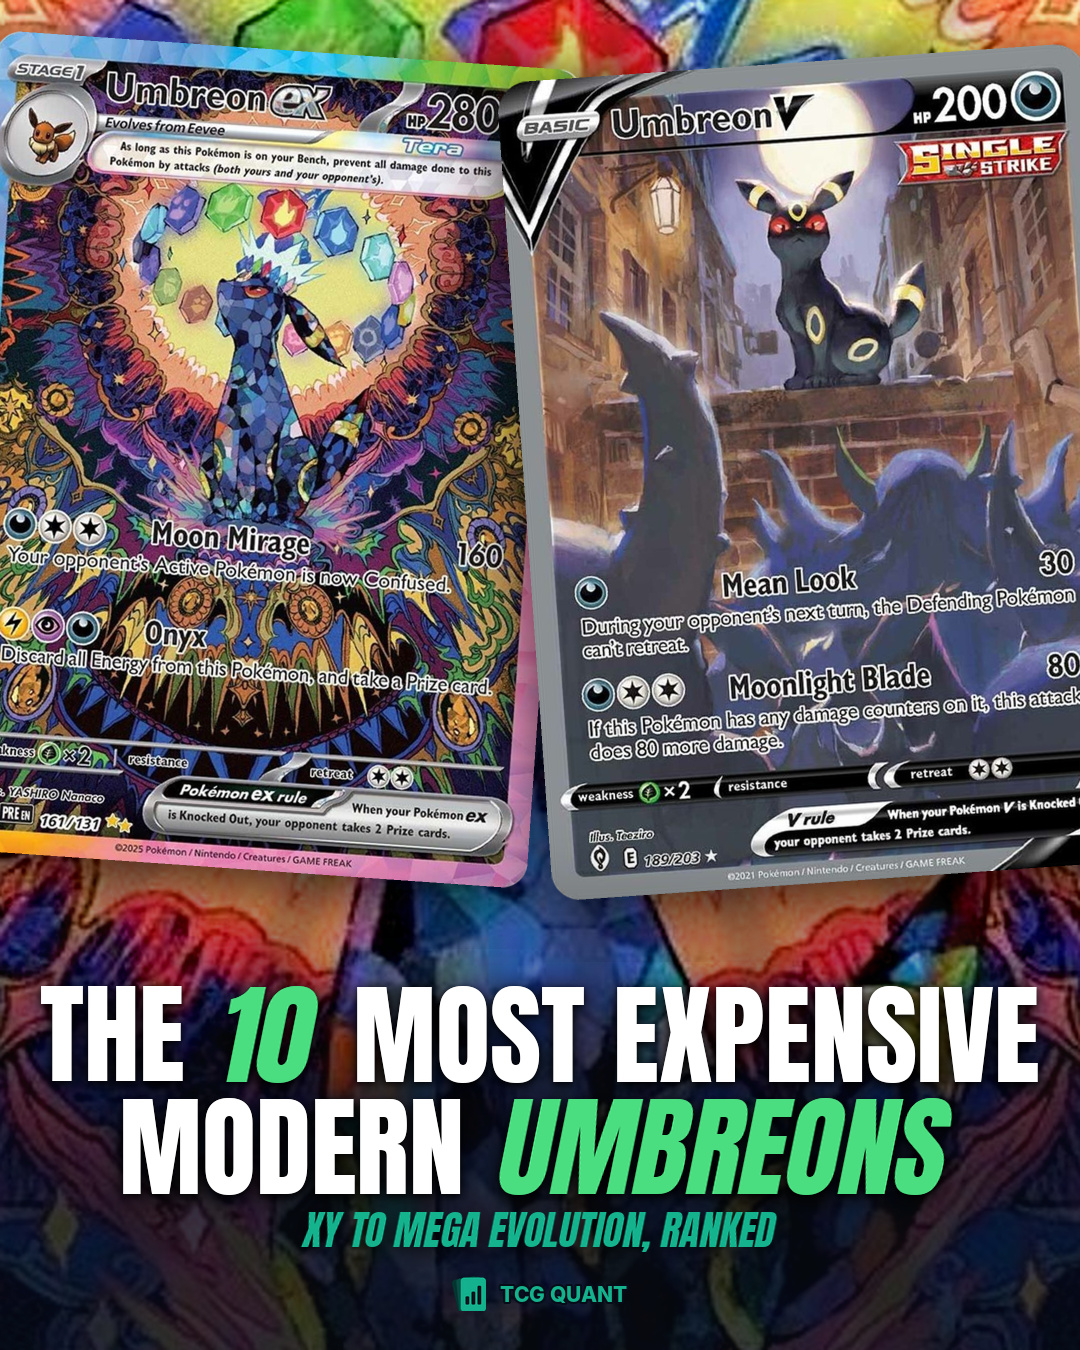 STAGE1
Umbreon ex
HP 280
Evolves from Eevee
Tera
As long as this Pokémon is on your Bench, prevent all damage done to this
Pokémon by attacks (both yours and your opponent's).
Moon Mirage 160
Your opponent's Active Pokémon is now Confused.
Onyx
Discard all Energy from this Pokémon, and take a Prize card.
kness ×2 resistance
retreat
Pokémon ex rule
When your Pokémon ex
is Knocked Out, your opponent takes 2 Prize cards.
. YASHIRO Nanaco
PRE EN 161/131
©2025 Pokémon / Nintendo / Creatures / GAME FREAK
BASIC
Umbreon V
HP 200
SINGLE
STRIKE
Mean Look 30
During your opponent's next turn, the Defending Pokémon
can't retreat.
Moonlight Blade 80
If this Pokémon has any damage counters on it, this attack
does 80 more damage.
weakness ×2 resistance
retreat
V rule
When your Pokémon V is Knocked
your opponent takes 2 Prize cards.
Illus. Teeziro
E 189/203
©2021 Pokémon / Nintendo / Creatures / GAME FREAK
THE 10 MOST EXPENSIVE
MODERN UMBREONS
XY TO MEGA EVOLUTION, RANKED
TCG QUANT